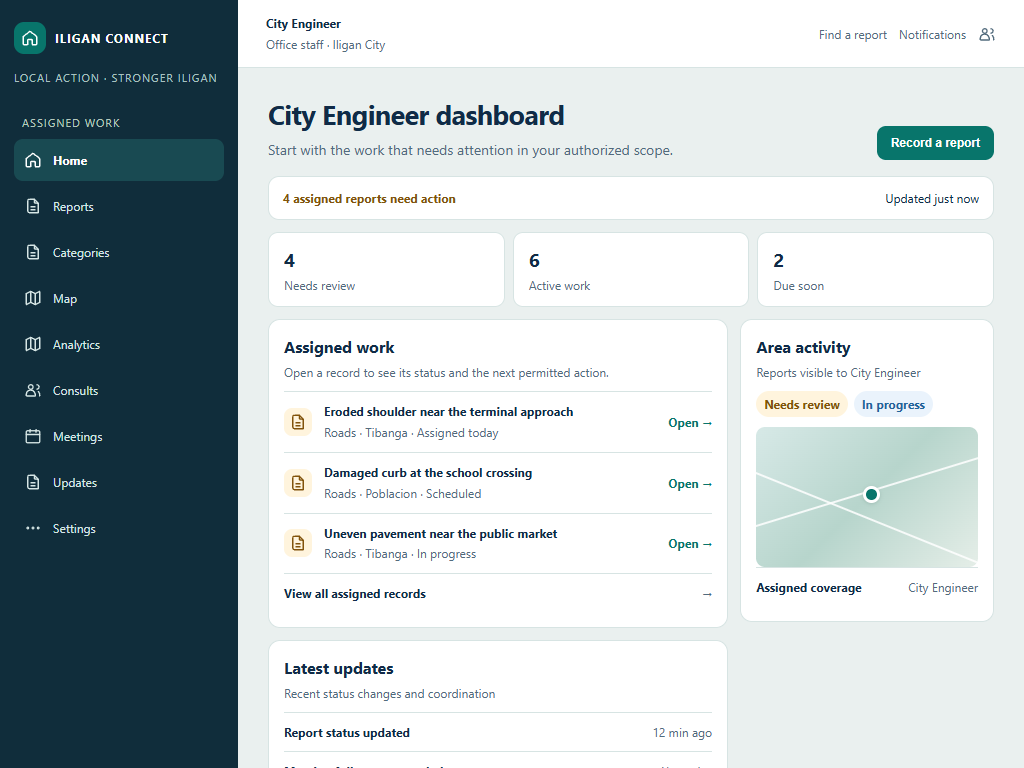 ILIGAN CONNECT
LOCAL ACTION · STRONGER ILIGAN
ASSIGNED WORK
Home
Reports
Categories
Map
Analytics
Consults
Meetings
Updates
Settings
City Engineer
Office staff · Iligan City
Find a report
Notifications
City Engineer dashboard
Start with the work that needs attention in your authorized scope.
Record a report
4 assigned reports need action
Updated just now
4
Needs review
6
Active work
2
Due soon
Assigned work
Open a record to see its status and the next permitted action.
Eroded shoulder near the terminal approach
Roads · Tibanga · Assigned today
Open →
Damaged curb at the school crossing
Roads · Poblacion · Scheduled
Open →
Uneven pavement near the public market
Roads · Tibanga · In progress
Open →
View all assigned records
→
Area activity
Reports visible to City Engineer
Needs review
In progress
Assigned coverage
City Engineer
Latest updates
Recent status changes and coordination
Report status updated
12 min ago